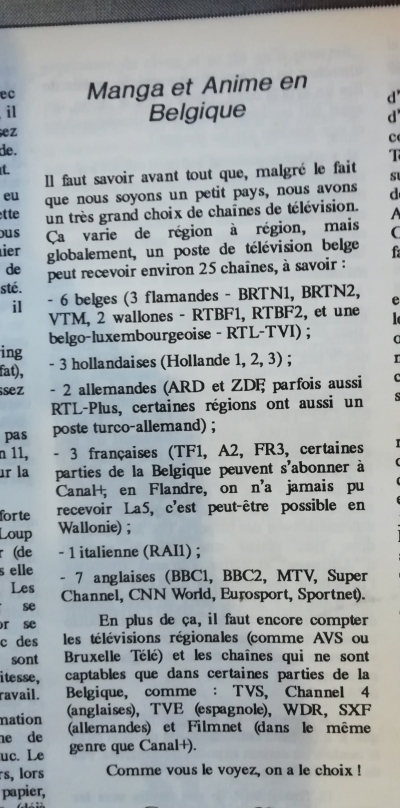 Manga et Anime en
Belgique
Il faut savoir avant tout que, malgré le fait
que nous soyons un petit pays, nous avons
un très grand choix de chaînes de télévision.
Ça varie de région à région, mais
globalement, un poste de télévision belge
peut recevoir environ 25 chaînes, à savoir :
- 6 belges (3 flamandes - BRTN1, BRTN2,
VTM, 2 wallones - RTBF1, RTBF2, et une
belgo-luxembourgeoise - RTL-TVI) ;
- 3 hollandaises (Hollande 1, 2, 3) ;
- 2 allemandes (ARD et ZDF, parfois aussi
RTL-Plus, certaines régions ont aussi un
poste turco-allemand) ;
- 3 françaises (TF1, A2, FR3, certaines
parties de la Belgique peuvent s'abonner à
Canal+, en Flandre, on n'a jamais pu
recevoir La5, c'est peut-être possible en
Wallonie) ;
- 1 italienne (RAI1) ;
- 7 anglaises (BBC1, BBC2, MTV, Super
Channel, CNN World, Eurosport, Sportnet).
En plus de ça, il faut encore compter
les télévisions régionales (comme AVS ou
Bruxelle Télé) et les chaînes qui ne sont
captables que dans certaines parties de la
Belgique, comme : TVS, Channel 4
(anglaises), TVE (espagnole), WDR, SXF
(allemandes) et Filmnet (dans le même
genre que Canal+).
Comme vous le voyez, on a le choix !